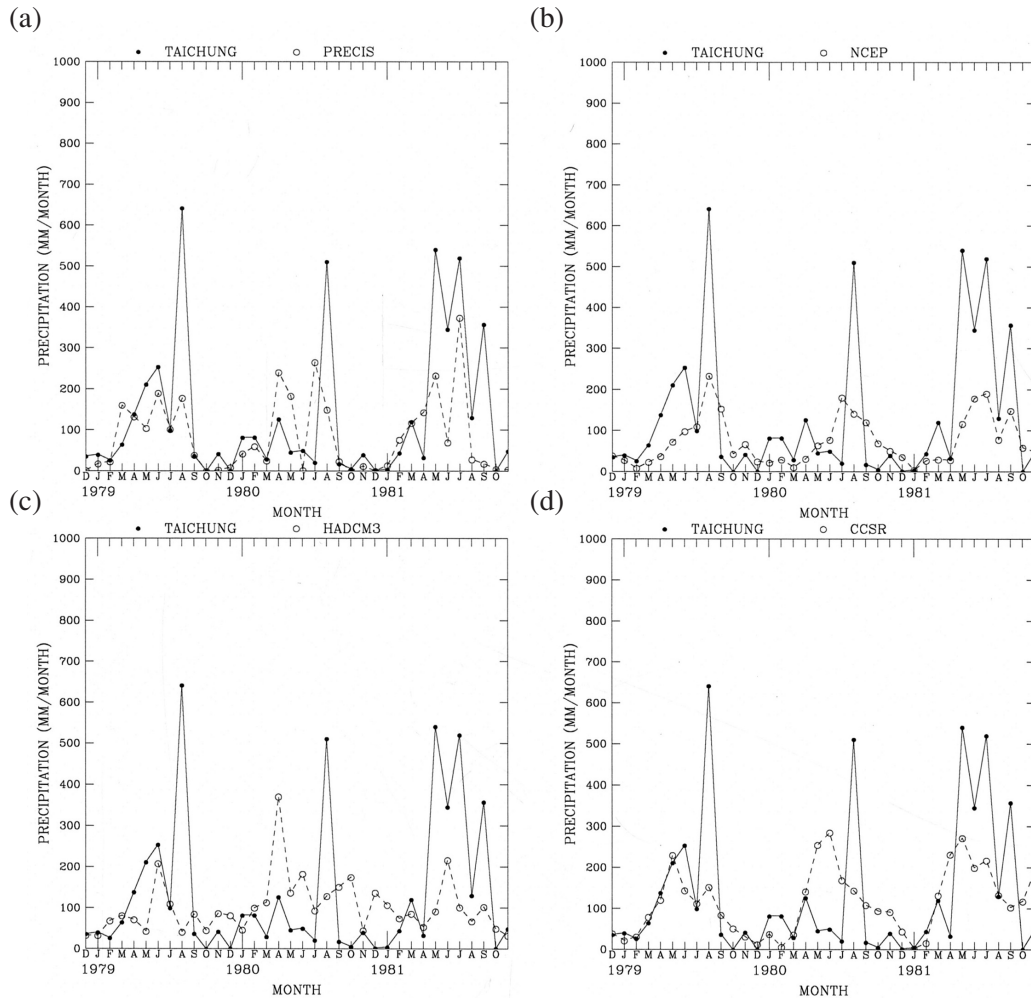 (a)
● TAICHUNG ○ PRECIS
1000
900
800
700
600
500
400
300
200
100
0
PRECIPITATION (MM/MONTH)
D J F M A M J J A S O N D J F M A M J J A S O N D J F M A M J J A S O
1979 1980 1981
MONTH
(b)
● TAICHUNG ○ NCEP
1000
900
800
700
600
500
400
300
200
100
0
PRECIPITATION (MM/MONTH)
D J F M A M J J A S O N D J F M A M J J A S O N D J F M A M J J A S O
1979 1980 1981
MONTH
(c)
● TAICHUNG ○ HADCM3
1000
900
800
700
600
500
400
300
200
100
0
PRECIPITATION (MM/MONTH)
D J F M A M J J A S O N D J F M A M J J A S O N D J F M A M J J A S O
1979 1980 1981
MONTH
(d)
● TAICHUNG ○ CCSR
1000
900
800
700
600
500
400
300
200
100
0
PRECIPITATION (MM/MONTH)
D J F M A M J J A S O N D J F M A M J J A S O N D J F M A M J J A S O
1979 1980 1981
MONTH